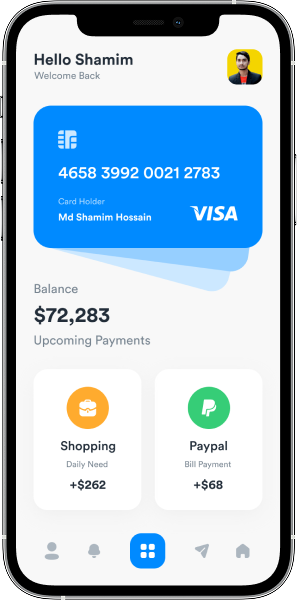 Hello Shamim
Welcome Back
4658 3992 0021 2783
Card Holder
Md Shamim Hossain
VISA
Balance
$72,283
Upcoming Payments
Shopping
Daily Need
+$262
Paypal
Bill Payment
+$68